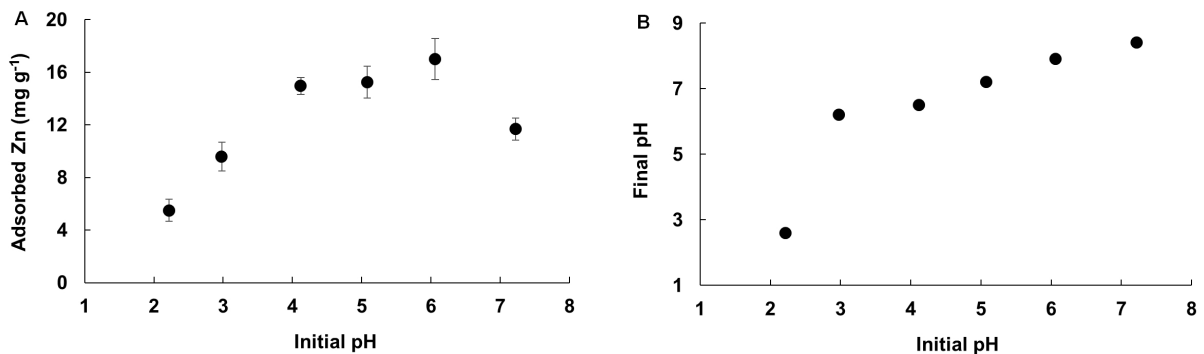 A
Adsorbed Zn (mg g⁻¹)
20
16
12
8
4
0
1 2 3 4 5 6 7 8
Initial pH
B
Final pH
9
7
5
3
1
1 2 3 4 5 6 7 8
Initial pH